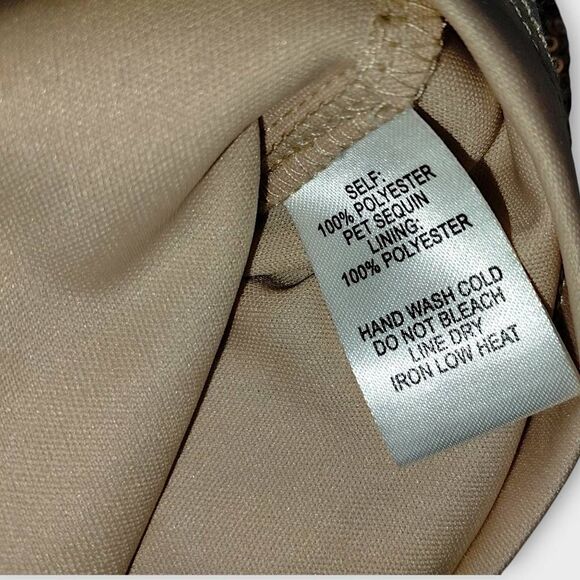 SELF:
100% POLYESTER
PET SEQUIN
LINING:
100% POLYESTER
HAND WASH COLD
DO NOT BLEACH
LINE DRY
IRON LOW HEAT